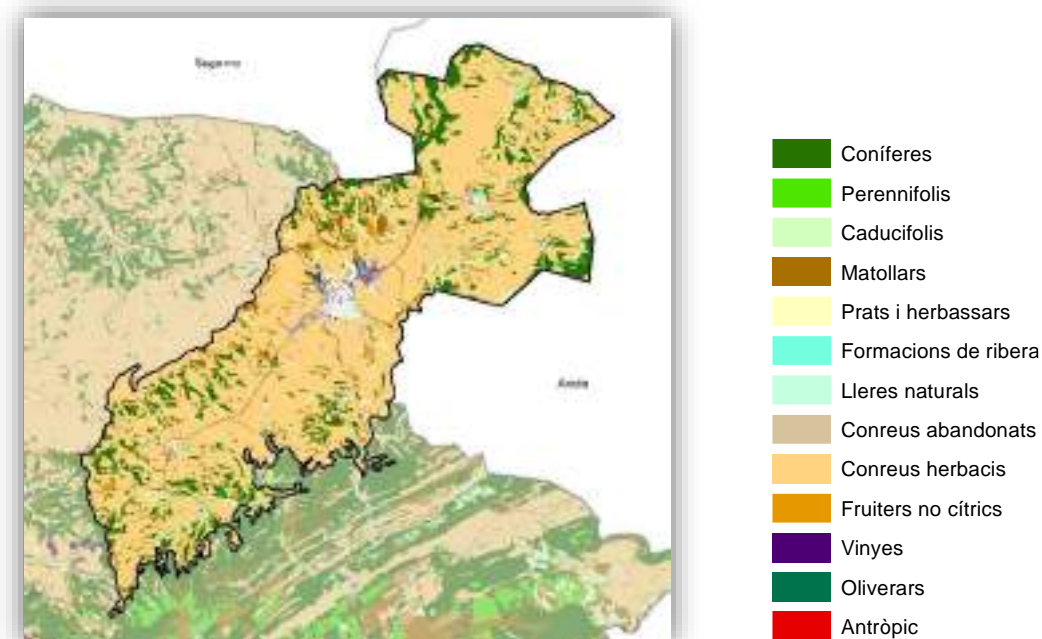 Coníferes
Perennifolis
Caducifolis
Matollars
Prats i herbassars
Formacions de ribera
Lleres naturals
Conreus abandonats
Conreus herbacis
Fruiters no cítrics
Vinyes
Oliverars
Antròpic